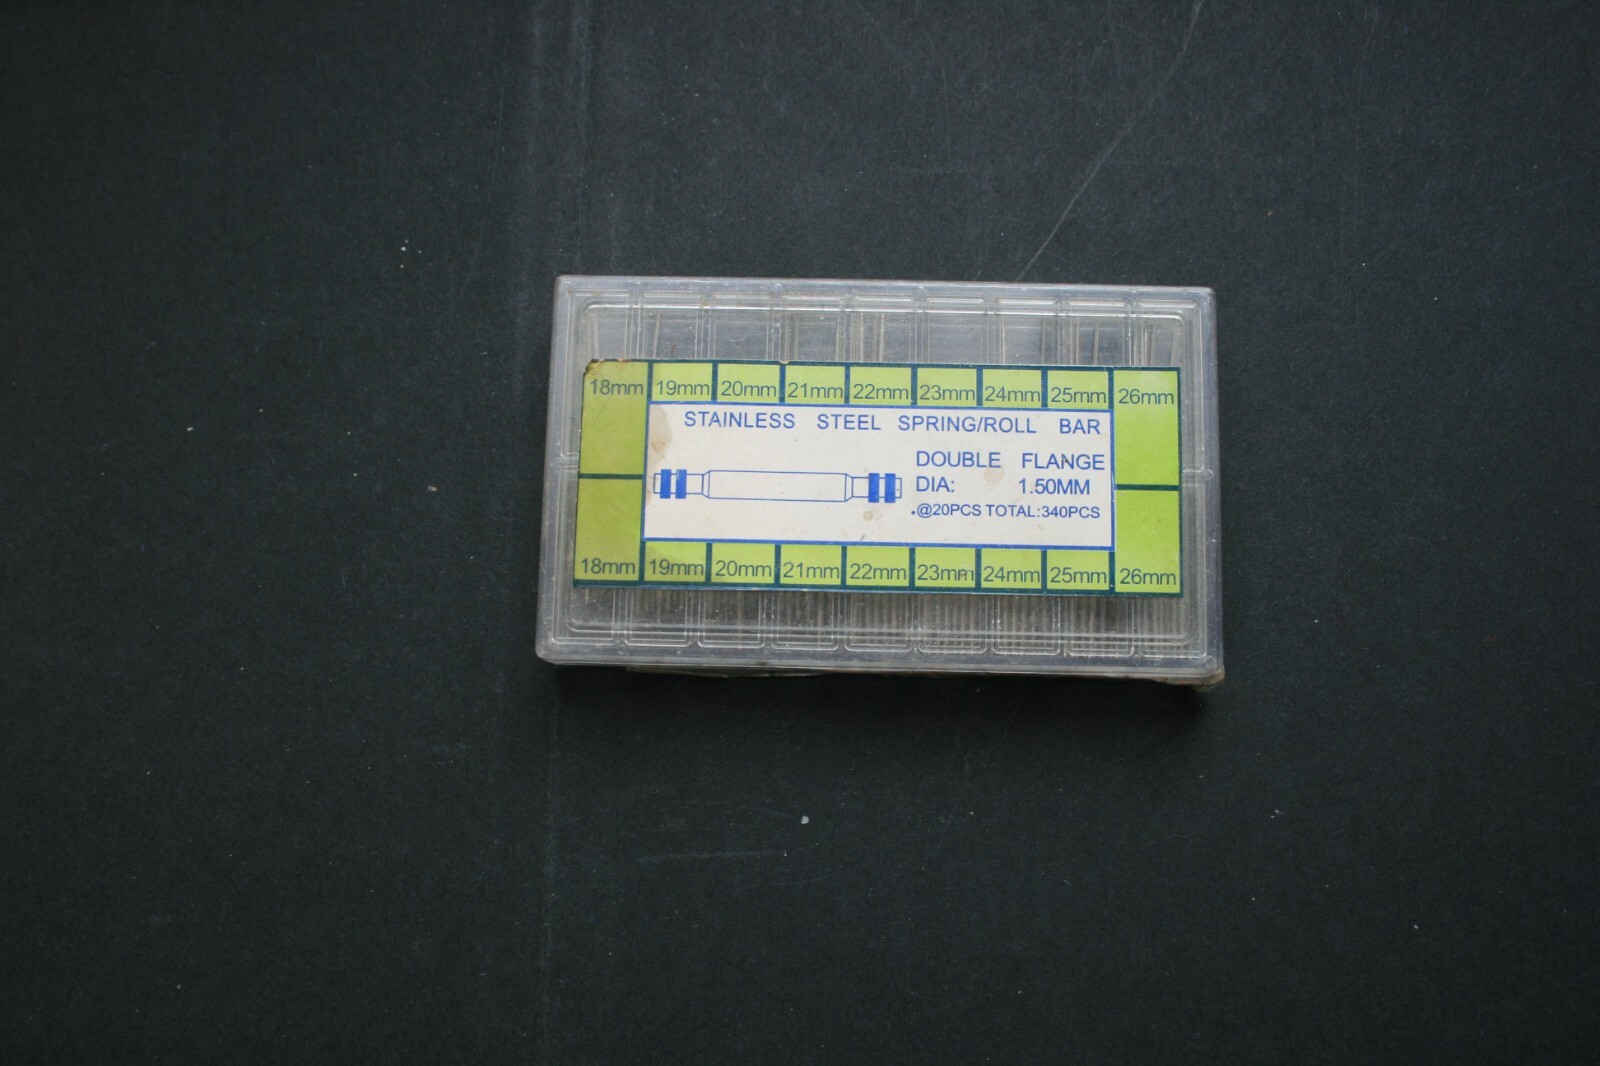 18mm 19mm 20mm 21mm 22mm 23mm 24mm 25mm 26mm
STAINLESS STEEL SPRING/ROLL BAR
DOUBLE FLANGE
DIA: 1.50MM
.@20PCS TOTAL:340PCS
18mm 19mm 20mm 21mm 22mm 23mm 24mm 25mm 26mm